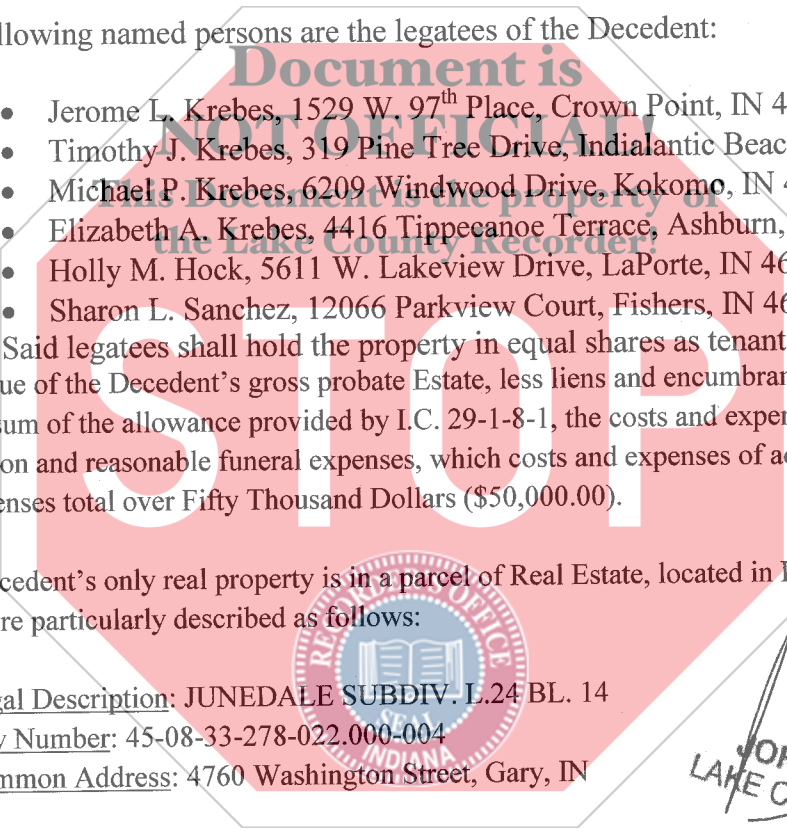 llowing named persons are the legatees of the Decedent:
Document is
NOT OFFICIAL!
This Document is the property of
the Lake County Recorder!
• Jerome L. Krebes, 1529 W. 97th Place, Crown Point, IN 4
• Timothy J. Krebes, 319 Pine Tree Drive, Indialantic Beac
• Michael P. Krebes, 6209 Windwood Drive, Kokomo, IN 4
• Elizabeth A. Krebes, 4416 Tippecanoe Terrace, Ashburn,
• Holly M. Hock, 5611 W. Lakeview Drive, LaPorte, IN 46
• Sharon L. Sanchez, 12066 Parkview Court, Fishers, IN 46
Said legatees shall hold the property in equal shares as tenant
ue of the Decedent's gross probate Estate, less liens and encumbran
sum of the allowance provided by I.C. 29-1-8-1, the costs and expen
on and reasonable funeral expenses, which costs and expenses of a
enses total over Fifty Thousand Dollars ($50,000.00).
STOP
cedent's only real property is in a parcel of Real Estate, located in
re particularly described as follows:
RECORDER'S OFFICE
SEAL
INDIANA
gal Description: JUNEDALE SUBDIV. L.24 BL. 14
y Number: 45-08-33-278-022.000-004
mmon Address: 4760 Washington Street, Gary, IN
JOH
LAKE C